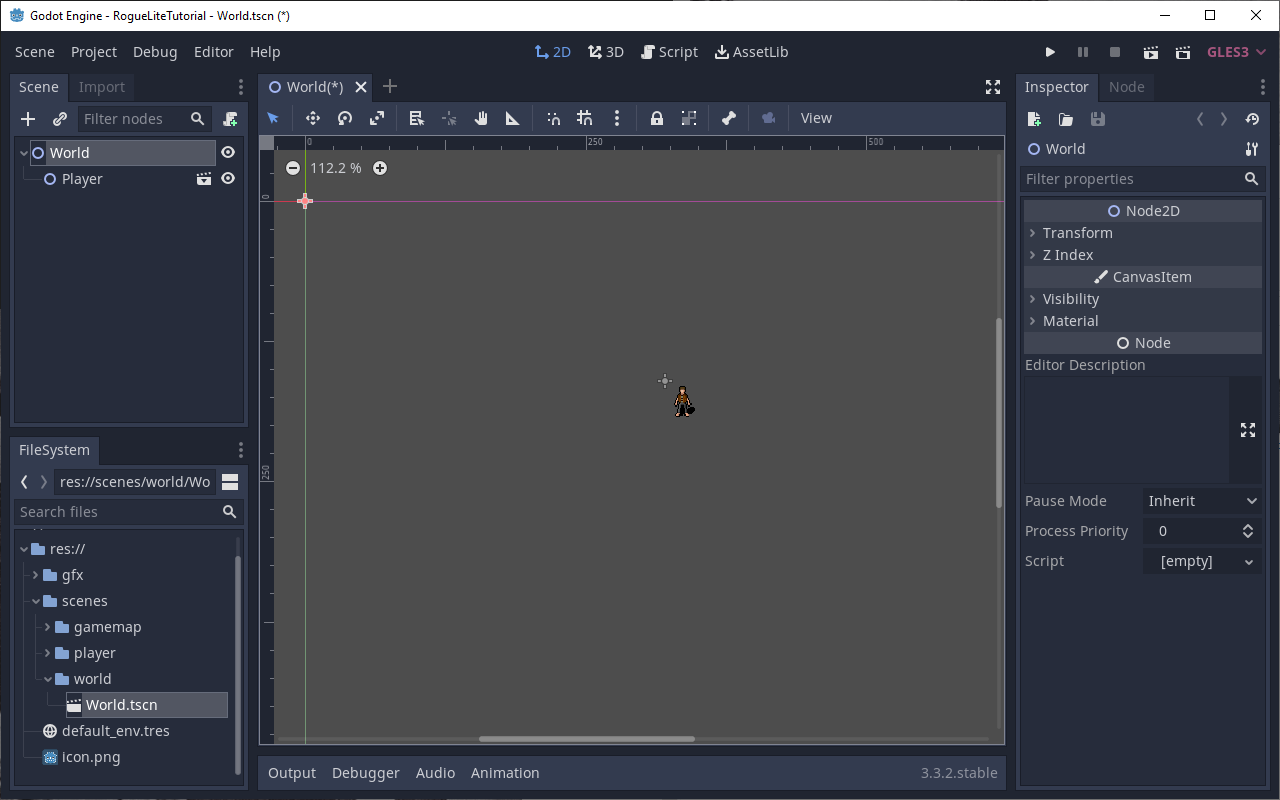 Godot Engine - RogueLiteTutorial - World.tscn (*)
Scene Project Debug Editor Help
2D 3D Script AssetLib
GLES3
Scene Import
Filter nodes
World
Player
FileSystem
res://scenes/world/Wo
Search files
res://
gfx
scenes
gamemap
player
world
World.tscn
default_env.tres
icon.png
World(*)
View
0 250 500
112.2 %
0
250
Output Debugger Audio Animation 3.3.2.stable
Inspector Node
World
Filter properties
Node2D
Transform
Z Index
CanvasItem
Visibility
Material
Node
Editor Description
Pause Mode Inherit
Process Priority 0
Script [empty]